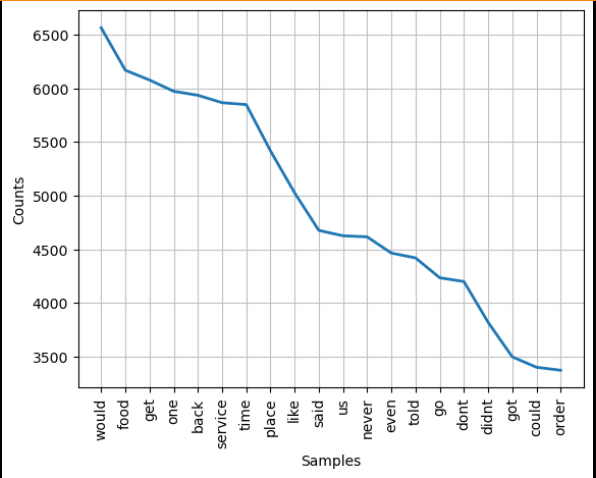 6500
6000
5500
5000
4500
4000
3500
Counts
would
food
get
one
back
service
time
place
like
said
us
never
even
told
go
dont
didnt
got
could
order
Samples